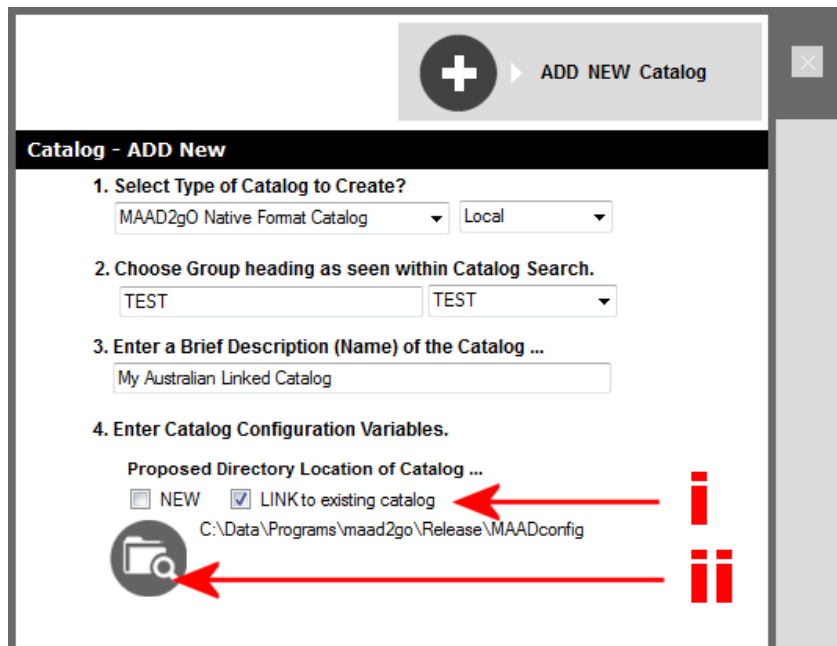 ADD NEW Catalog
Catalog - ADD New
1. Select Type of Catalog to Create?
MAAD2gO Native Format Catalog Local
2. Choose Group heading as seen within Catalog Search.
TEST TEST
3. Enter a Brief Description (Name) of the Catalog ...
My Australian Linked Catalog
4. Enter Catalog Configuration Variables.
Proposed Directory Location of Catalog ...
NEW LINK to existing catalog i
C:\Data\Programs\maad2go\Release\MAADconfig
ii